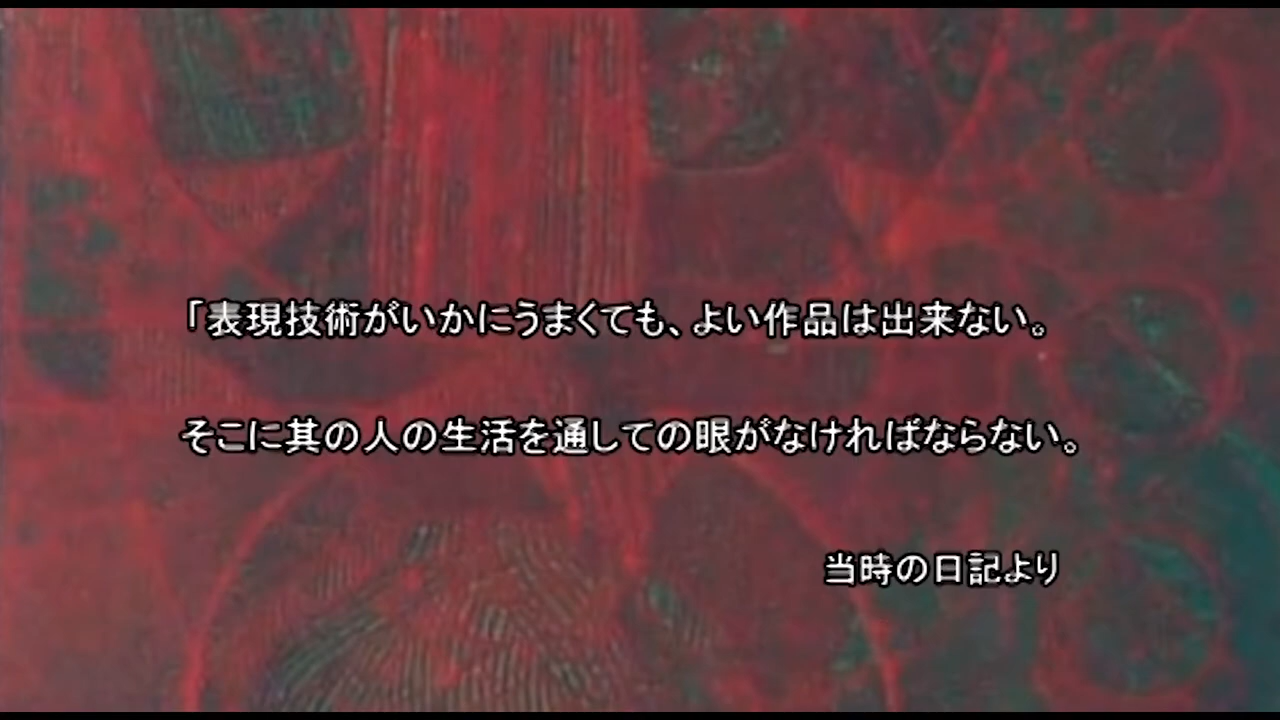 「表現技術がいかにうまくても、よい作品は出来ない。
そこに其の人の生活を通しての眼がなければならない。
当時の日記より